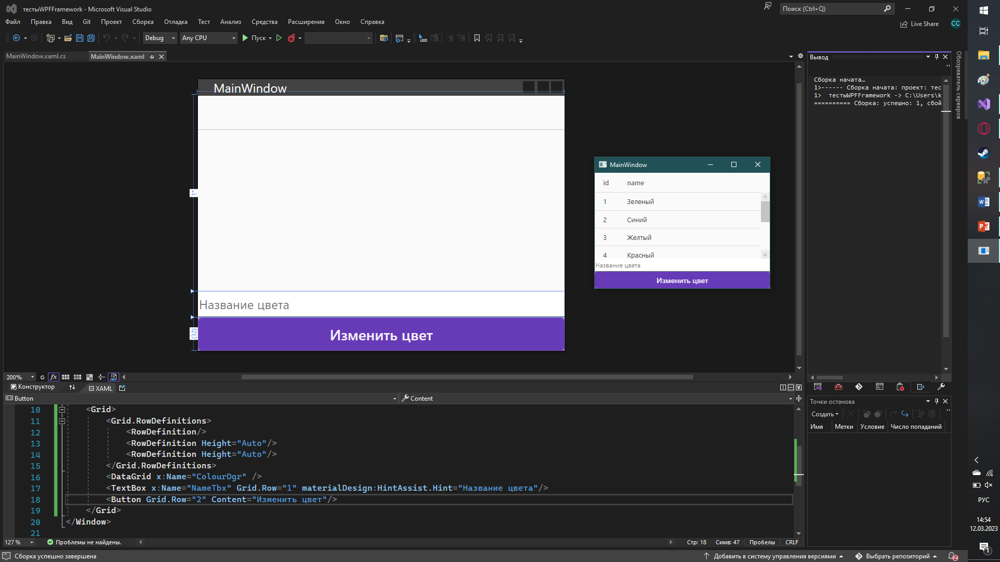 тестыWPFFramework - Microsoft Visual Studio
Поиск (Ctrl+Q)
Файл Правка Вид Git Проект Сборка Отладка Тест Анализ Средства Расширения Окно Справка
Live Share
CC
Debug Any CPU Пуск
MainWindow.xaml.cs MainWindow.xaml
Вывод
Обозреватель серверов
Сборка начата…
1>------ Сборка начата: проект: тес
1> тестыWPFFramework -> C:\Users\k
========== Сборка: успешно: 1, сбой
MainWindow
1*
Название цвета
(32)
Изменить цвет
MainWindow
id name
1 Зеленый
2 Синий
3 Желтый
4 Красный
Название цвета
Изменить цвет
200% fx
Конструктор XAML
Button Content
10 <Grid>
11 <Grid.RowDefinitions>
12 <RowDefinition/>
13 <RowDefinition Height="Auto"/>
14 <RowDefinition Height="Auto"/>
15 </Grid.RowDefinitions>
16 <DataGrid x:Name="ColourDgr" />
17 <TextBox x:Name="NameTbx" Grid.Row="1" materialDesign:HintAssist.Hint="Название цвета"/>
18 <Button Grid.Row="2" Content="Изменить цвет"/>
19 </Grid>
20 </Window>
21
127 % Проблемы не найдены. Стр: 18 Симв: 47 Пробелы CRLF
Точки останова
Создать
Имя Метки Условие Число попаданий
Сборка успешно завершена Добавить в систему управления версиями Выбрать репозиторий 2
РУС
14:54
12.03.2023
1